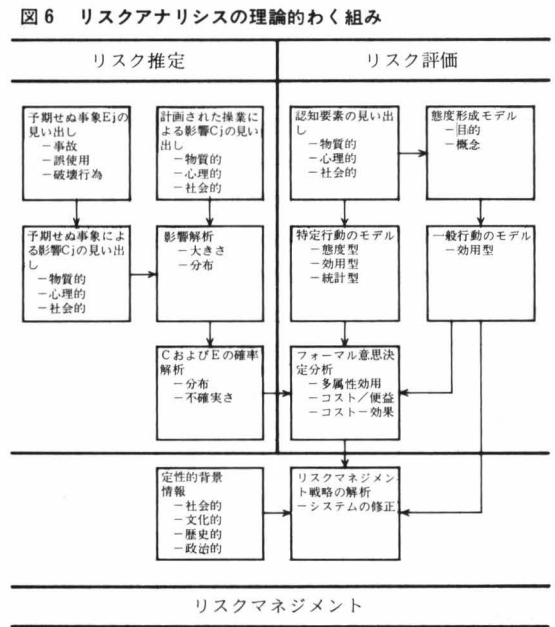 図6 リスクアナリシスの理論的わく組み
リスク推定
リスク評価
予期せぬ事象Ejの
見い出し
－事故
－誤使用
－破壊行為
計画された操業に
よる影響Cjの見い
出し
－物質的
－心理的
－社会的
認知要素の見い出
し
－物質的
－心理的
－社会的
態度形成モデル
－目的
－概念
予期せぬ事象によ
る影響Cjの見い出
し
－物質的
－心理的
－社会的
影響解析
－大きさ
－分布
特定行動のモデル
－態度型
－効用型
－統計型
一般行動のモデル
－効用型
CおよびEの確率
解析
－分布
－不確実さ
フォーマル意思決
定分析
－多属性効用
－コスト／便益
－コスト－効果
定性的背景
情報
－社会的
－文化的
－歴史的
－政治的
リスクマネジメン
ト戦略の解析
－システムの修正
リスクマネジメント